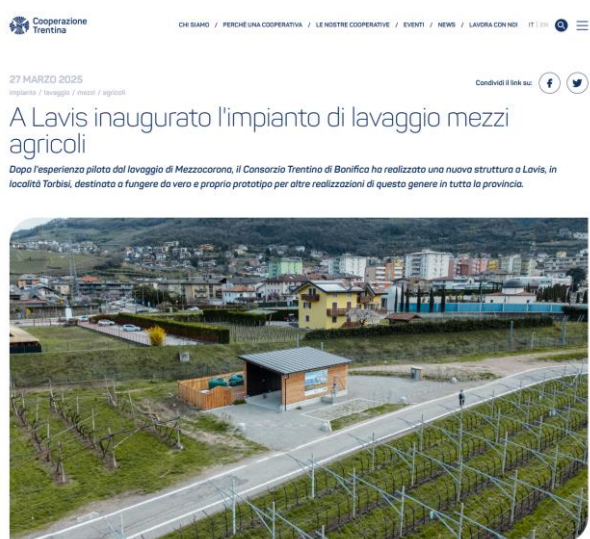 Cooperazione
Trentina
CHI SIAMO / PERCHÈ UNA COOPERATIVA / LE NOSTRE COOPERATIVE / EVENTI / NEWS / LAVORA CON NOI IT | EN
27 MARZO 2025
Condividi il link su:
impianto / lavaggio / mezzi / agricoli
A Lavis inaugurato l'impianto di lavaggio mezzi
agricoli
Dopo l'esperienza pilota dal lavaggio di Mezzocorona, il Consorzio Trentino di Bonifica ha realizzato una nuova struttura a Lavis, in
località Torbisi, destinata a fungere da vero e proprio prototipo per altre realizzazioni di questo genere in tutta la provincia.